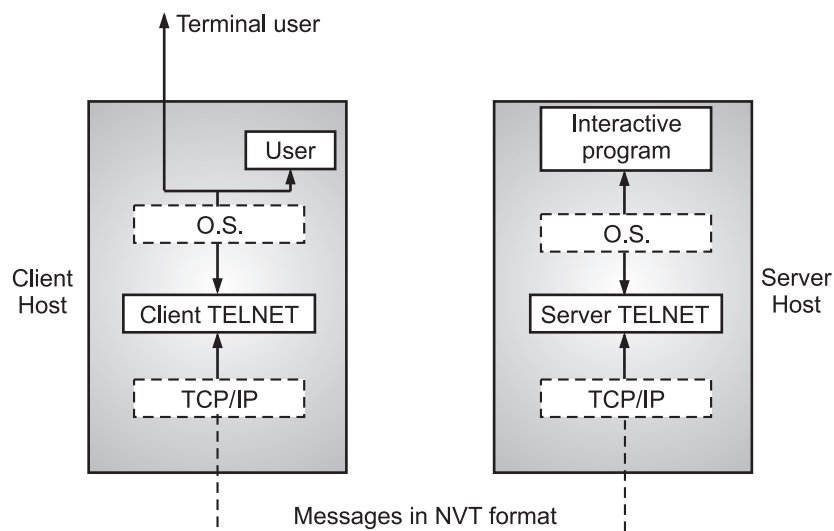 Terminal user
User
O.S.
Client
Host
Client TELNET
TCP/IP
Interactive
program
O.S.
Server TELNET
Server
Host
TCP/IP
Messages in NVT format